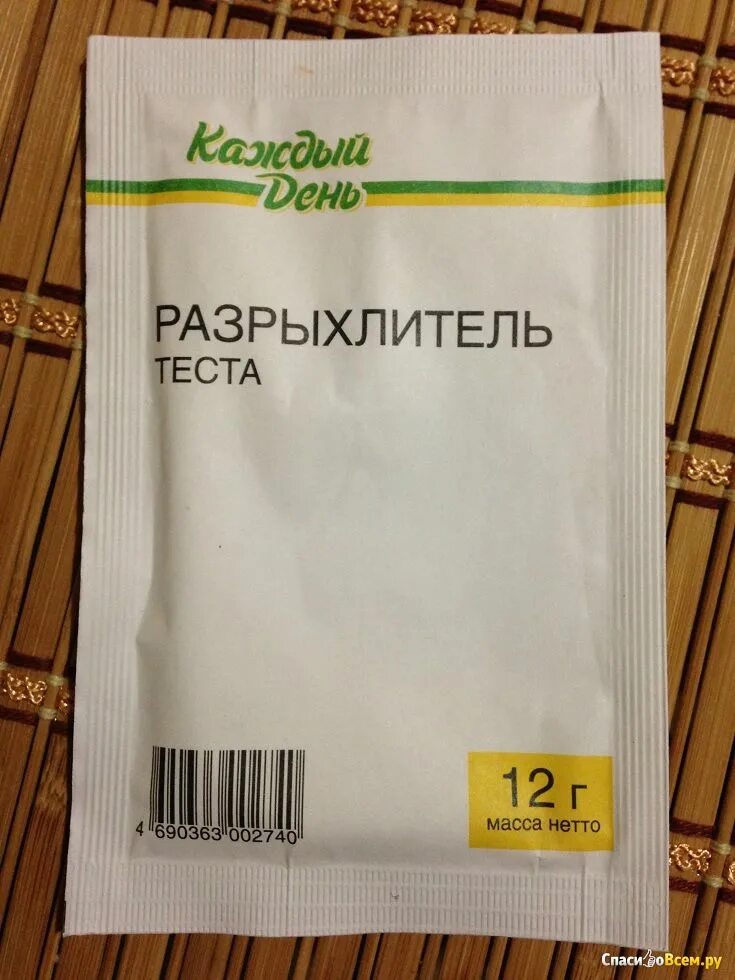 Каждый
День
РАЗРЫХЛИТЕЛЬ
ТЕСТА
12 г
масса нетто
4 690363 002740
СпасибоВсем.ру